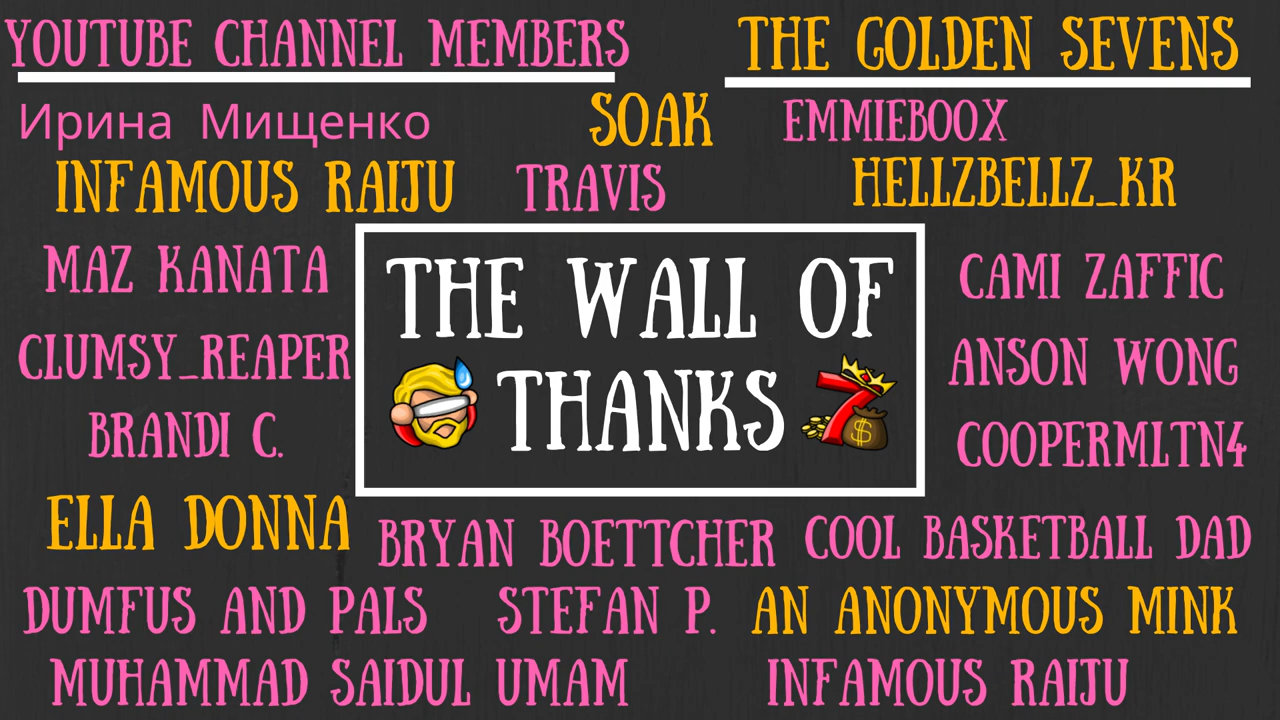 YOUTUBE CHANNEL MEMBERS
THE GOLDEN SEVENS
Ирина Мищенко
SOAK
EMMIEBOOX
INFAMOUS RAIJU
TRAVIS
HELLZBELLZ_KR
MAZ KANATA
CAMI ZAFFIC
THE WALL OF
THANKS
7
$
CLUMSY_REAPER
ANSON WONG
BRANDI C.
COOPERMLTN4
ELLA DONNA
BRYAN BOETTCHER
COOL BASKETBALL DAD
DUMFUS AND PALS
STEFAN P.
AN ANONYMOUS MINK
MUHAMMAD SAIDUL UMAM
INFAMOUS RAIJU